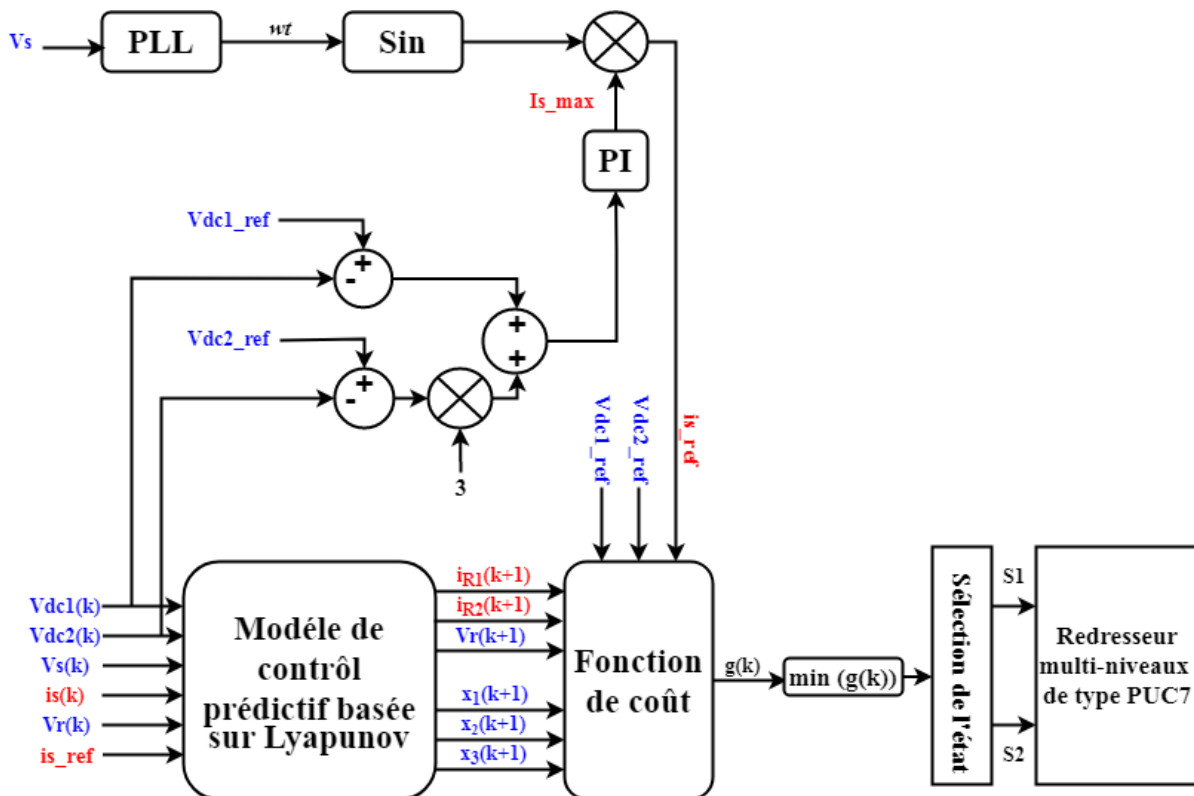 Vs
PLL
wt
Sin
Is_max
PI
Vdc1_ref
+
-
Vdc2_ref
+
-
+
+
3
Vdc1_ref
Vdc2_ref
is_ref
Vdc1(k)
Vdc2(k)
Vs(k)
is(k)
Vr(k)
is_ref
Modéle de
contrôl
prédictif basée
sur Lyapunov
iR1(k+1)
iR2(k+1)
Vr(k+1)
x1(k+1)
x2(k+1)
x3(k+1)
Fonction
de coût
g(k)
min (g(k))
Sélection de l'état
S1
S2
Redresseur
multi-niveaux
de type PUC7